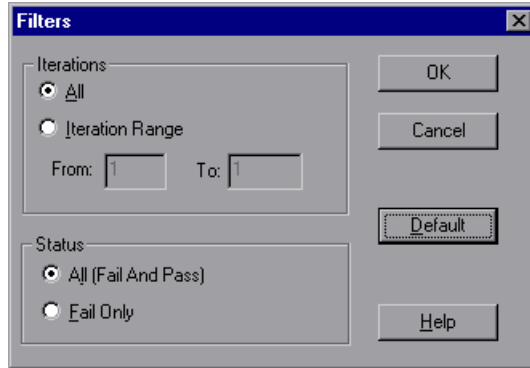 Filters
Iterations
All
Iteration Range
From: 1 To: 1
Status
All (Fail And Pass)
Fail Only
OK
Cancel
Default
Help